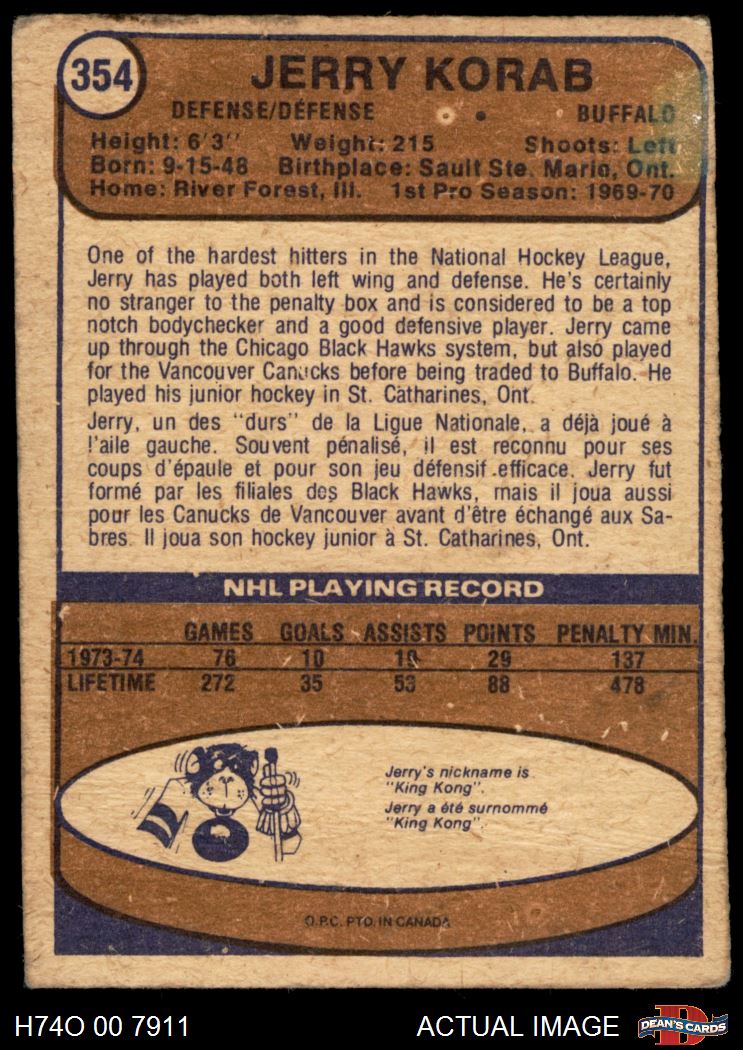 354
JERRY KORAB
DEFENSE/DÉFENSE • • BUFFALO
Height: 6'3" Weight: 215 Shoots: Left
Born: 9-15-48 Birthplace: Sault Ste. Marie, Ont.
Home: River Forest, Ill. 1st Pro Season: 1969-70
One of the hardest hitters in the National Hockey League,
Jerry has played both left wing and defense. He's certainly
no stranger to the penalty box and is considered to be a top
notch bodychecker and a good defensive player. Jerry came
up through the Chicago Black Hawks system, but also played
for the Vancouver Canucks before being traded to Buffalo. He
played his junior hockey in St. Catharines, Ont.
Jerry, un des "durs" de la Ligue Nationale, a déjà joué à
l'aile gauche. Souvent pénalisé, il est reconnu pour ses
coups d'épaule et pour son jeu défensif efficace. Jerry fut
formé par les filiales des Black Hawks, mais il joua aussi
pour les Canucks de Vancouver avant d'être échangé aux Sa-
bres. Il joua son hockey junior à St. Catharines, Ont.
NHL PLAYING RECORD
GAMES GOALS ASSISTS POINTS PENALTY MIN.
1973-74 76 10 19 29 137
LIFETIME 272 35 53 88 478
Jerry's nickname is
"King Kong".
Jerry a été surnommé
"King Kong".
O.P.C. PTD. IN CANADA
H74O 00 7911 ACTUAL IMAGE DEAN'S CARDS